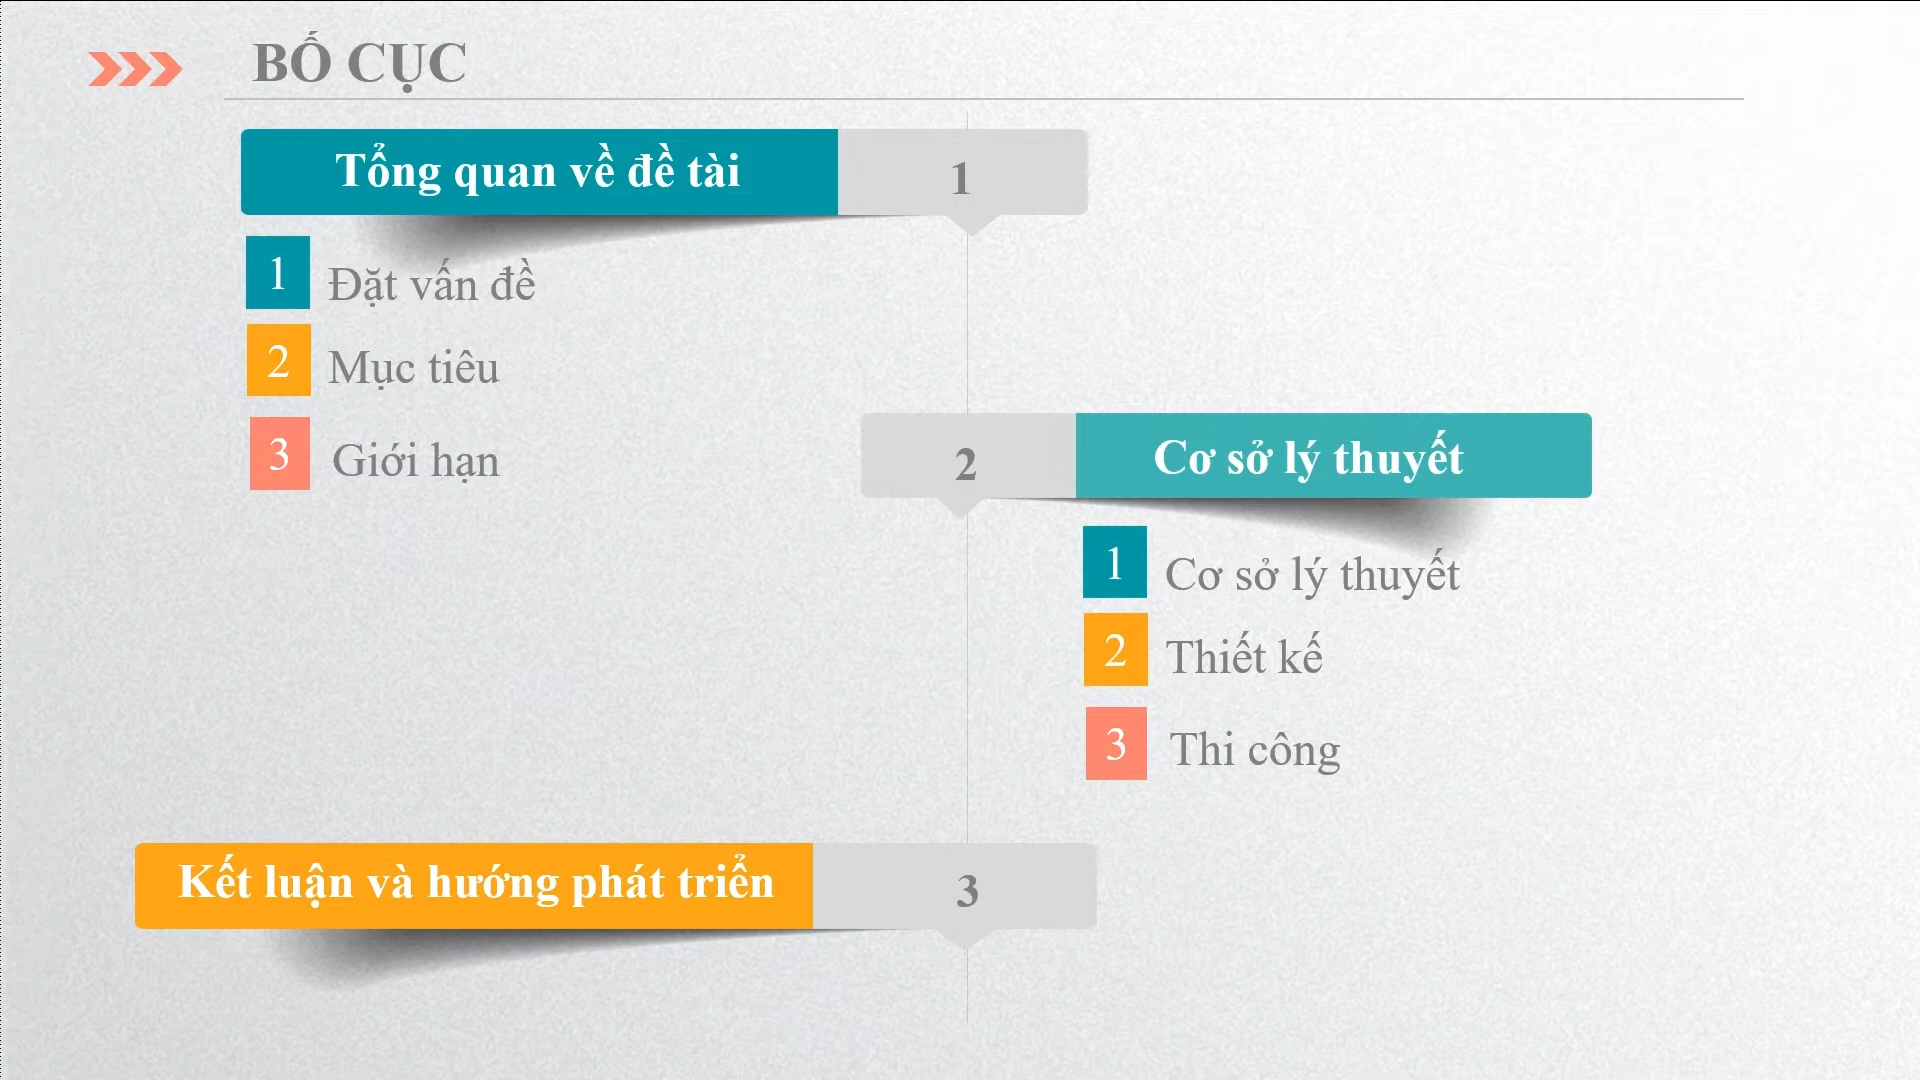 BỐ CỤC
Tổng quan về đề tài
1
1 Đặt vấn đề
2 Mục tiêu
3 Giới hạn
2
Cơ sở lý thuyết
1 Cơ sở lý thuyết
2 Thiết kế
3 Thi công
Kết luận và hướng phát triển
3